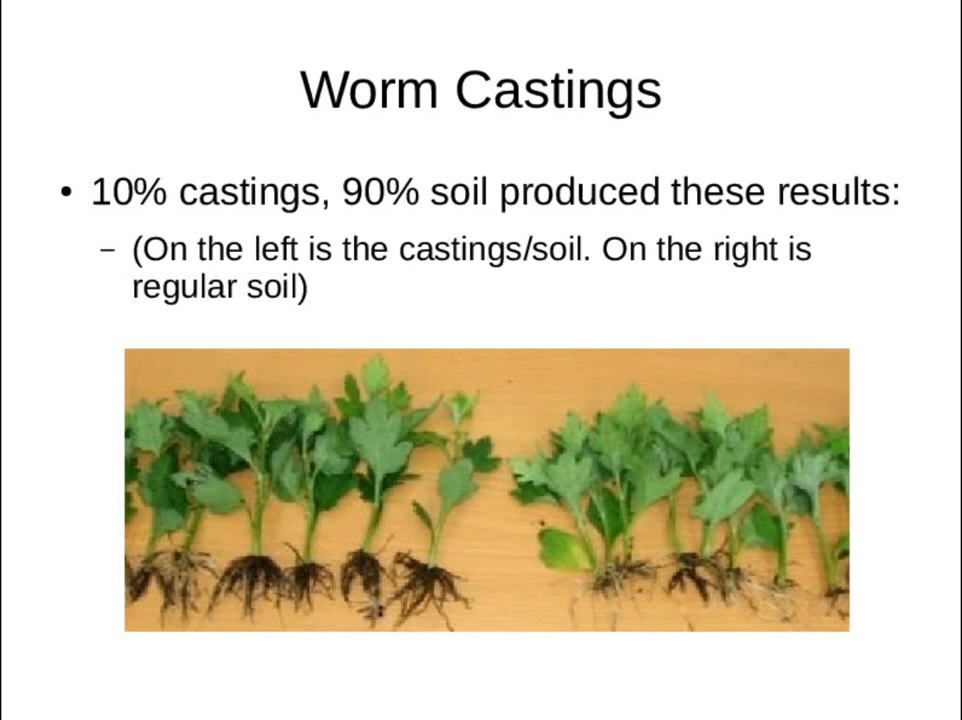 Worm Castings
• 10% castings, 90% soil produced these results:
– (On the left is the castings/soil. On the right is
regular soil)